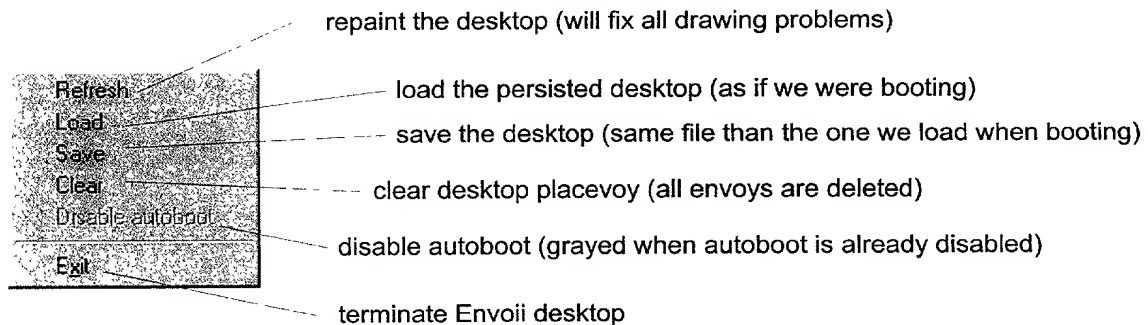 repaint the desktop (will fix all drawing problems)
Refresh
load the persisted desktop (as if we were booting)
Load
save the desktop (same file than the one we load when booting)
Save
Clear
clear desktop placevoy (all envoys are deleted)
Disable autoboot
disable autoboot (grayed when autoboot is already disabled)
Exit
terminate Envoii desktop